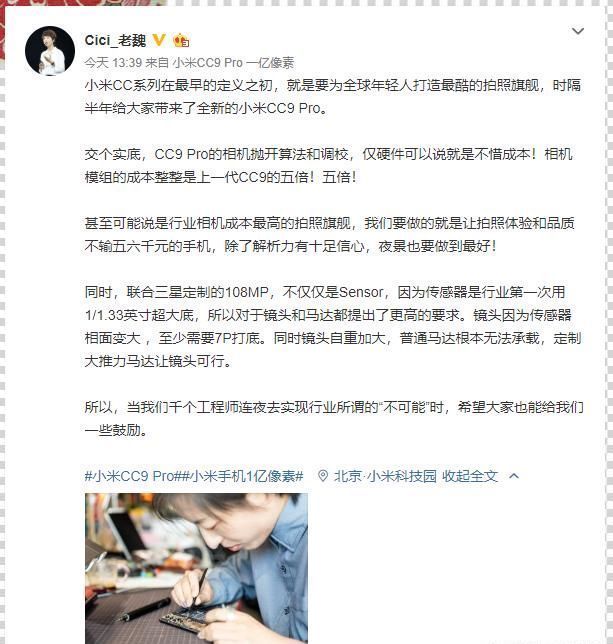 Cici_老魏
今天 13:39 来自 小米CC9 Pro 一亿像素
小米CC系列在最早的定义之初，就是要为全球年轻人打造最酷的拍照旗舰，时隔
半年给大家带来了全新的小米CC9 Pro。
交个实底，CC9 Pro的相机抛开算法和调校，仅硬件可以说就是不惜成本！相机
模组的成本整整是上一代CC9的五倍！五倍！
甚至可能说是行业相机成本最高的拍照旗舰，我们要做的就是让拍照体验和品质
不输五六千元的手机，除了解析力有十足信心，夜景也要做到最好！
同时，联合三星定制的108MP，不仅仅是Sensor，因为传感器是行业第一次用
1/1.33英寸超大底，所以对于镜头和马达都提出了更高的要求。镜头因为传感器
相面变大 ，至少需要7P打底。同时镜头自重加大，普通马达根本无法承载，定制
大推力马达让镜头可行。
所以，当我们千个工程师连夜去实现行业所谓的“不可能”时，希望大家也能给我们
一些鼓励。
#小米CC9 Pro##小米手机1亿像素# 北京·小米科技园 收起全文